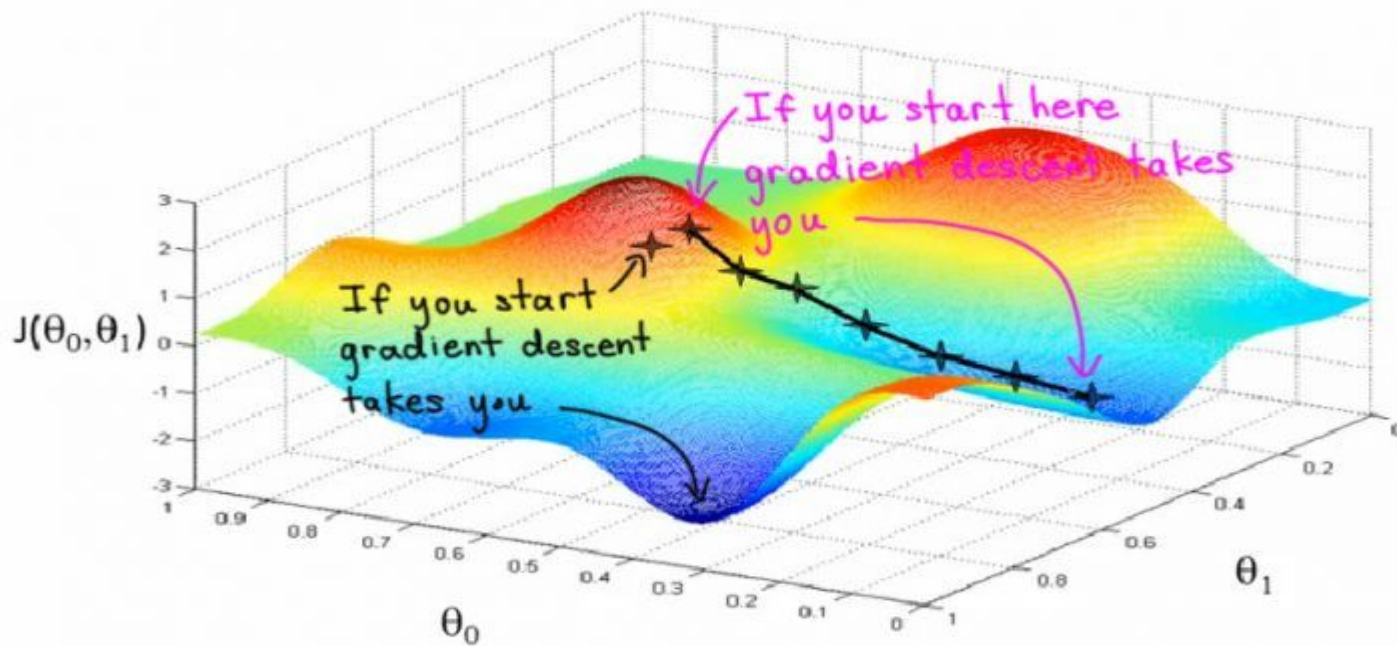 If you start here
gradient descent takes
you
If you start
gradient descent
takes you
J(θ₀,θ₁)
3
2
1
0
-1
-2
-3
1
0.9
0.8
0.7
0.6
0.5
0.4
0.3
0.2
0.1
0
θ₀
1
0.8
0.6
0.4
0.2
θ₁